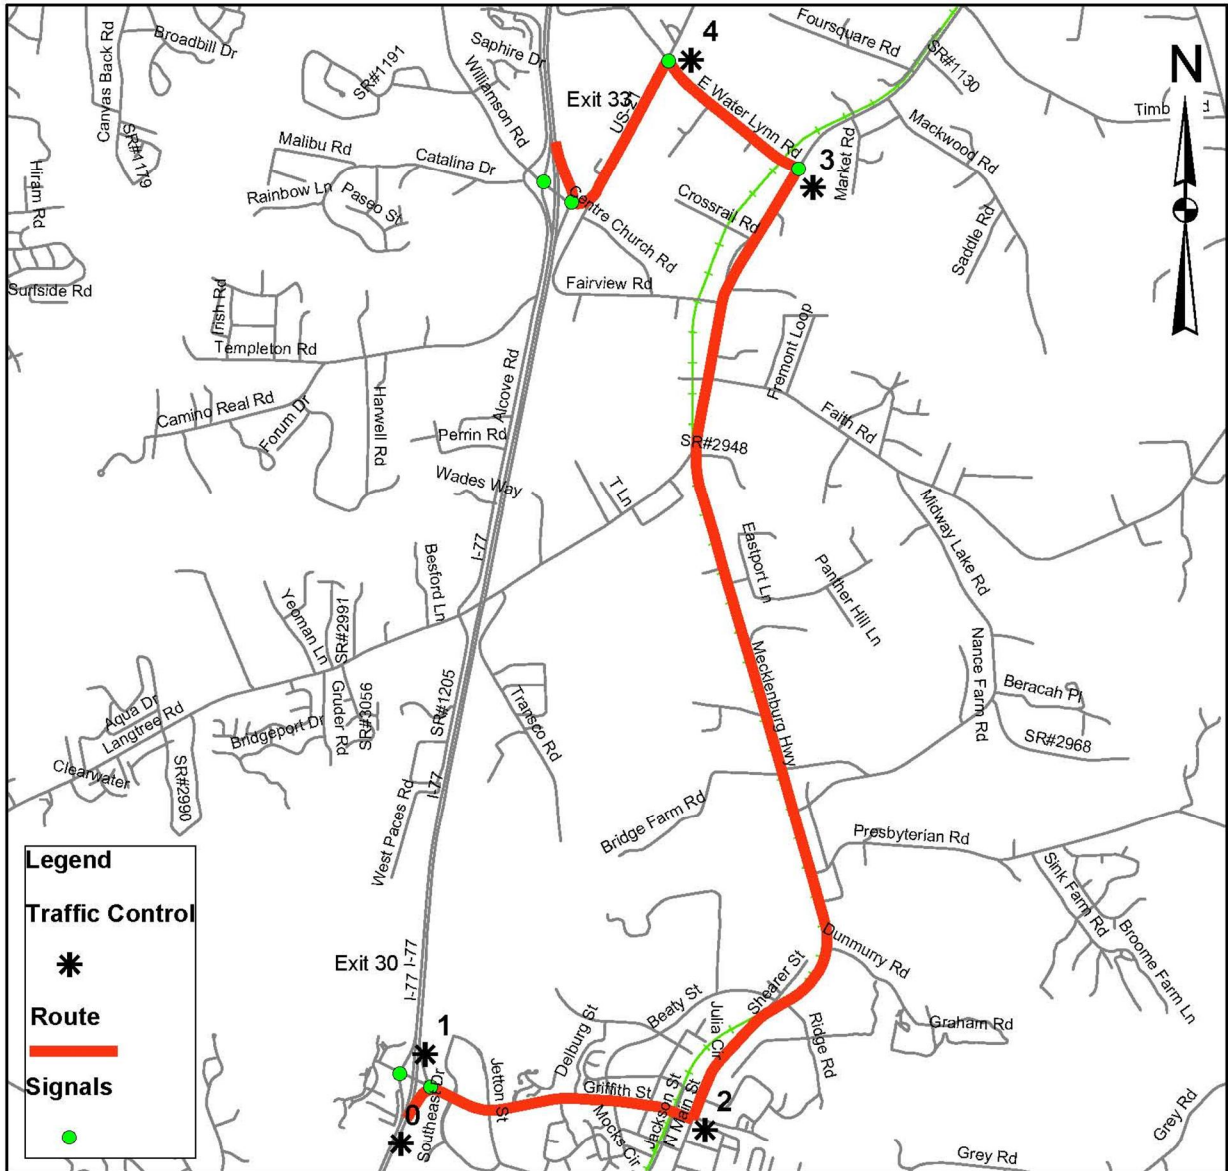 Canvas Back Rd
Broadbill Dr
SR#1191
Saphire Dr
Williamson Rd
Exit 33
US-21
4
E Water Lynn Rd
Foursquare Rd
SR#1130
N
SR#1179
Malibu Rd
Catalina Dr
Hiram Rd
Rainbow Ln
Paseo St
Centre Church Rd
Crossrail Rd
3
Market Rd
Mackwood Rd
Saddle Rd
Surfside Rd
Irish Rd
Fairview Rd
Templeton Rd
Alcove Rd
Fremont Loop
Camino Real Rd
Forum Dr
Harwell Rd
Perrin Rd
Faith Rd
SR#2948
Wades Way
T Ln
Midway Lake Rd
I-77
Besford Ln
Eastport Ln
Panther Hill Ln
Yeoman Ln
SR#2991
Mecklenburg Hwy
Nance Farm Rd
Beracah Pl
SR#2968
Aqua Dr
Langtree Rd
Clearwater
SR#2990
Bridgeport Dr
Gruder Rd
SR#3056
SR#1205
Transco Rd
I-77
West Paces Rd
Bridge Farm Rd
Presbyterian Rd
Sink Farm Rd
Broome Farm Ln
Dunmurry Rd
Graham Rd
Legend
Traffic Control
Route
Signals
Exit 30
I-77 I-77
1
0
Southeast Dr
Jetton St
Delburg St
Beaty St
Julia Cir
Shearer St
Ridge Rd
Griffith St
Mocks Cir
Jackson St
N Main St
2
Grey Rd
Grey Rd